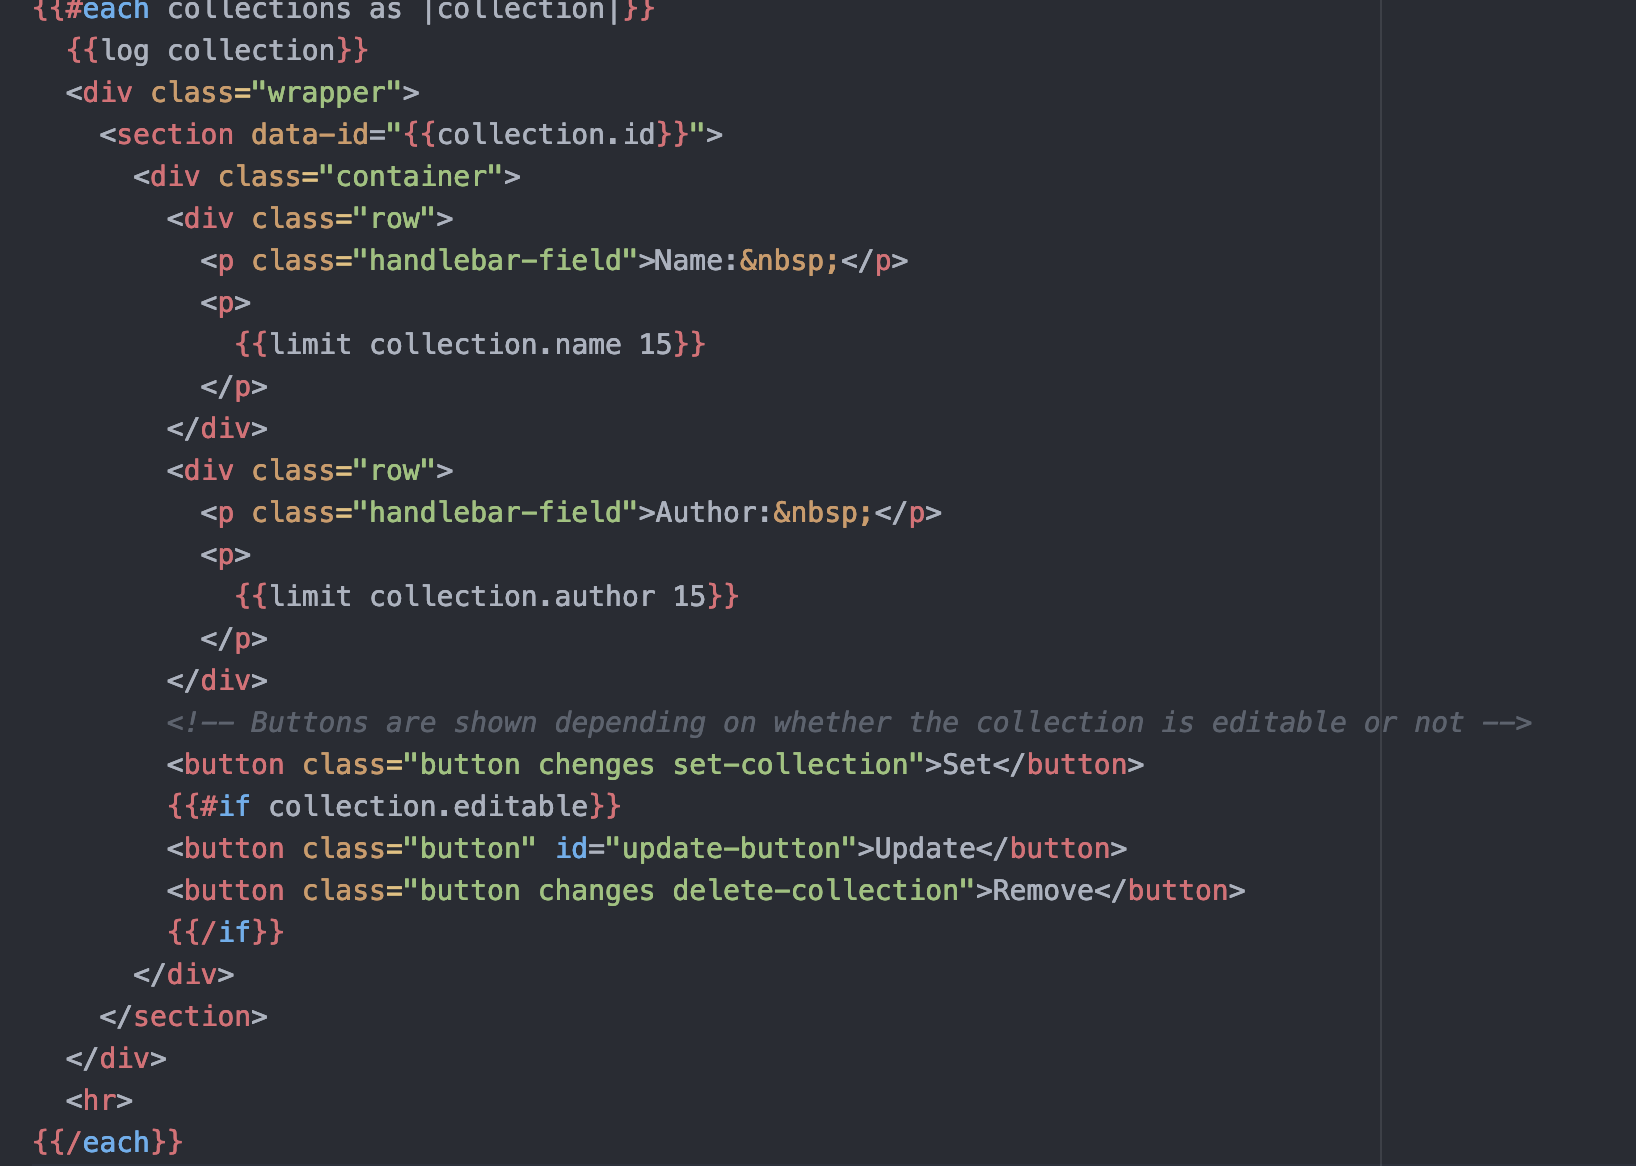 {{#each collections as |collection|}}
{{log collection}}
<div class="wrapper">
<section data-id="{{collection.id}}">
<div class="container">
<div class="row">
<p class="handlebar-field">Name:&nbsp;</p>
<p>
{{limit collection.name 15}}
</p>
</div>
<div class="row">
<p class="handlebar-field">Author:&nbsp;</p>
<p>
{{limit collection.author 15}}
</p>
</div>
<!-- Buttons are shown depending on whether the collection is editable or not -->
<button class="button chenges set-collection">Set</button>
{{#if collection.editable}}
<button class="button" id="update-button">Update</button>
<button class="button changes delete-collection">Remove</button>
{{/if}}
</div>
</section>
</div>
<hr>
{{/each}}